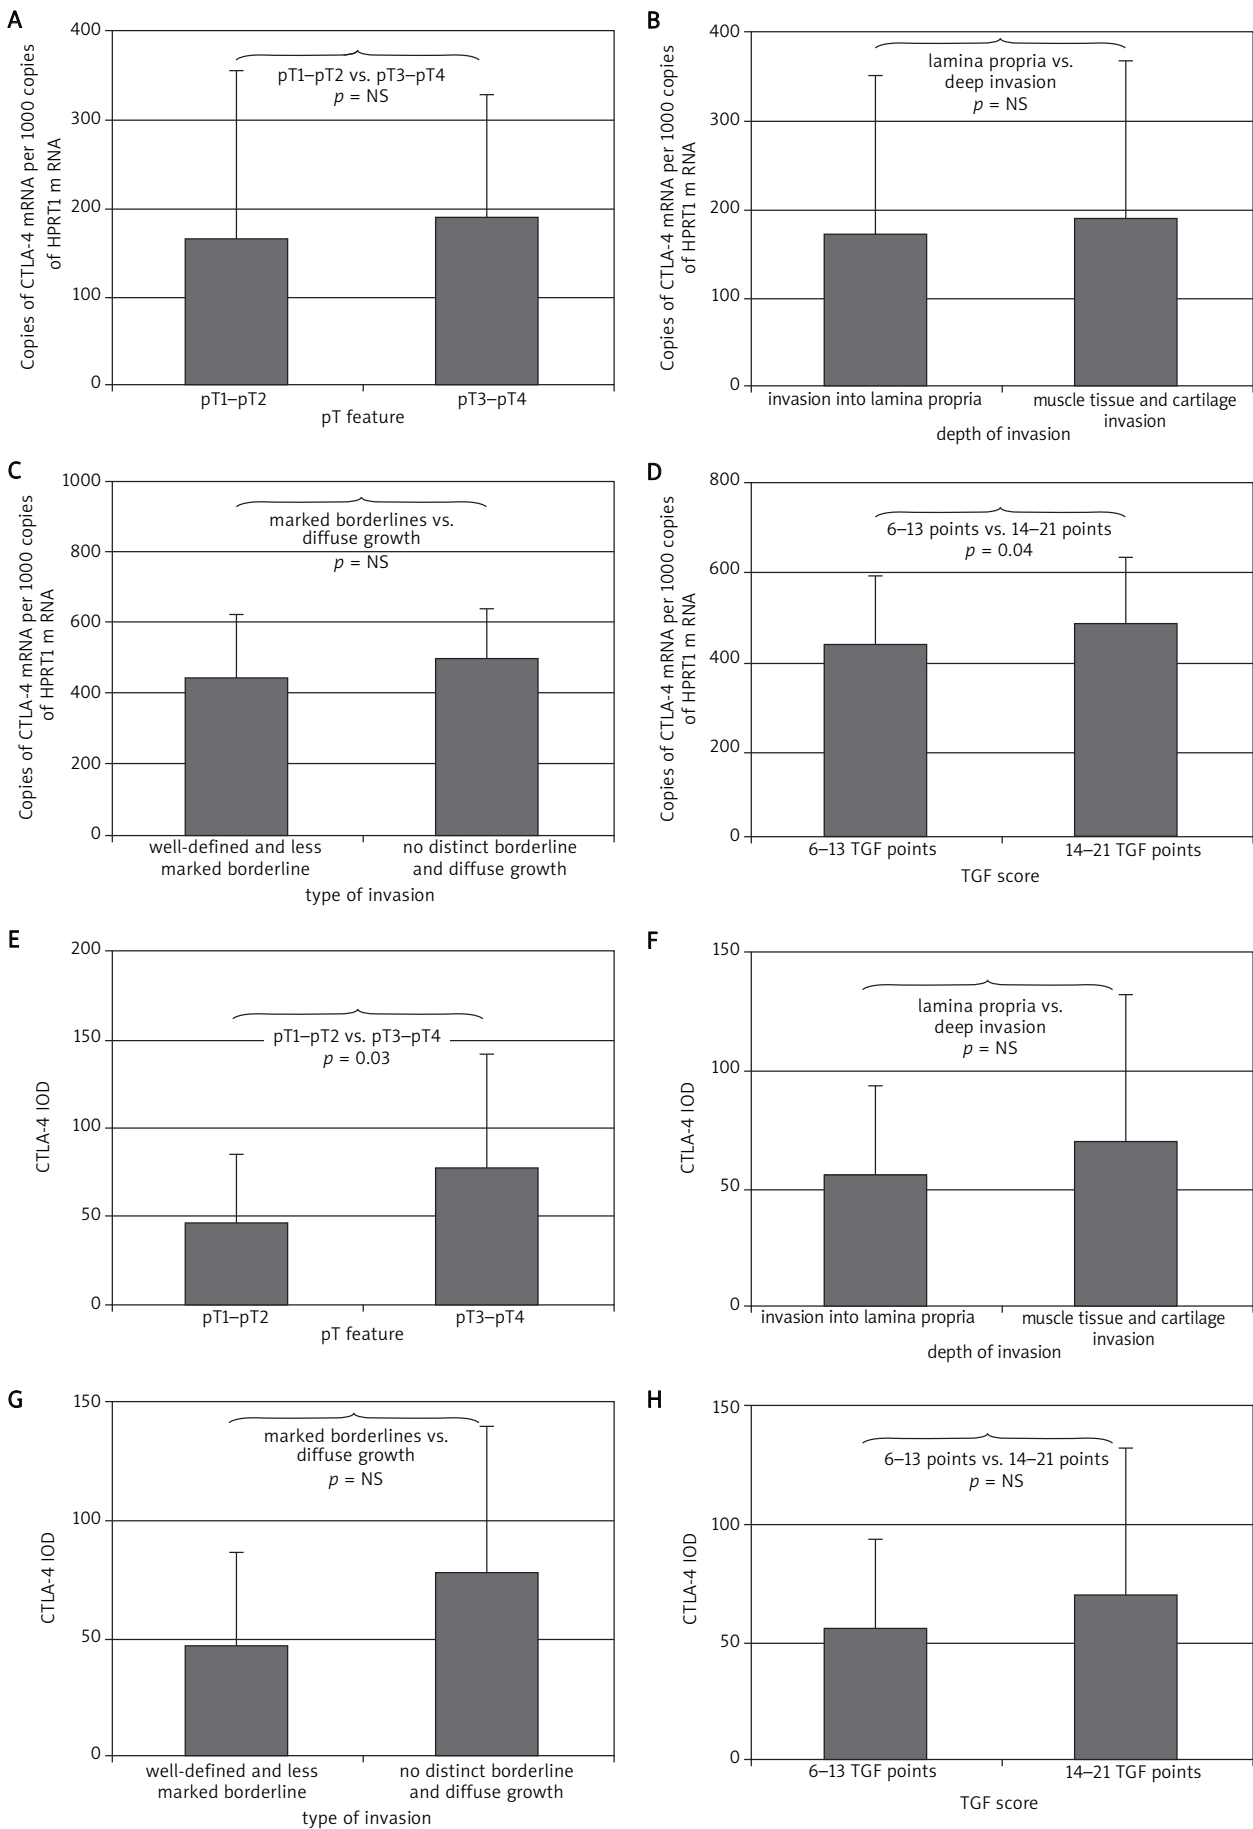 A
Copies of CTLA-4 mRNA per 1000 copies
of HPRT1 m RNA
400
300
200
100
0
pT1–pT2 vs. pT3–pT4
p = NS
pT1–pT2
pT3–pT4
pT feature
B
Copies of CTLA-4 mRNA per 1000 copies
of HPRT1 m RNA
400
300
200
100
0
lamina propria vs.
deep invasion
p = NS
invasion into lamina propria
muscle tissue and cartilage
invasion
depth of invasion
C
Copies of CTLA-4 mRNA per 1000 copies
of HPRT1 m RNA
1000
800
600
400
200
0
marked borderlines vs.
diffuse growth
p = NS
well-defined and less
marked borderline
no distinct borderline
and diffuse growth
type of invasion
D
Copies of CTLA-4 mRNA per 1000 copies
of HPRT1 m RNA
800
600
400
200
0
6–13 points vs. 14–21 points
p = 0.04
6–13 TGF points
14–21 TGF points
TGF score
E
CTLA-4 IOD
200
150
100
50
0
pT1–pT2 vs. pT3–pT4
p = 0.03
pT1–pT2
pT3–pT4
pT feature
F
CTLA-4 IOD
150
100
50
0
lamina propria vs.
deep invasion
p = NS
invasion into lamina propria
muscle tissue and cartilage
invasion
depth of invasion
G
CTLA-4 IOD
150
100
50
0
marked borderlines vs.
diffuse growth
p = NS
well-defined and less
marked borderline
no distinct borderline
and diffuse growth
type of invasion
H
CTLA-4 IOD
150
100
50
0
6–13 points vs. 14–21 points
p = NS
6–13 TGF points
14–21 TGF points
TGF score